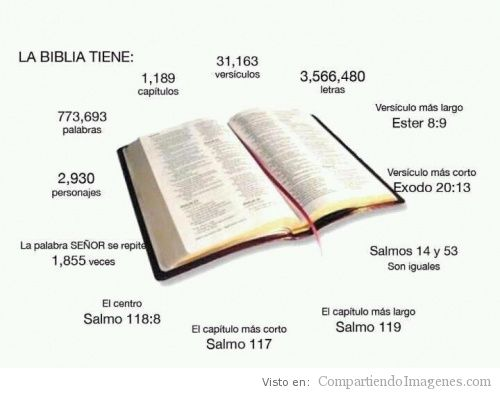 LA BIBLIA TIENE:
31,163
versículos
1,189
capítulos
3,566,480
letras
773,693
palabras
Versículo más largo
Ester 8:9
2,930
personajes
Versículo más corto
Exodo 20:13
La palabra SEÑOR se repite
1,855 veces
Salmos 14 y 53
Son iguales
El centro
Salmo 118:8
El capítulo más corto
Salmo 117
El capítulo más largo
Salmo 119
Visto en: CompartiendoImagenes.com